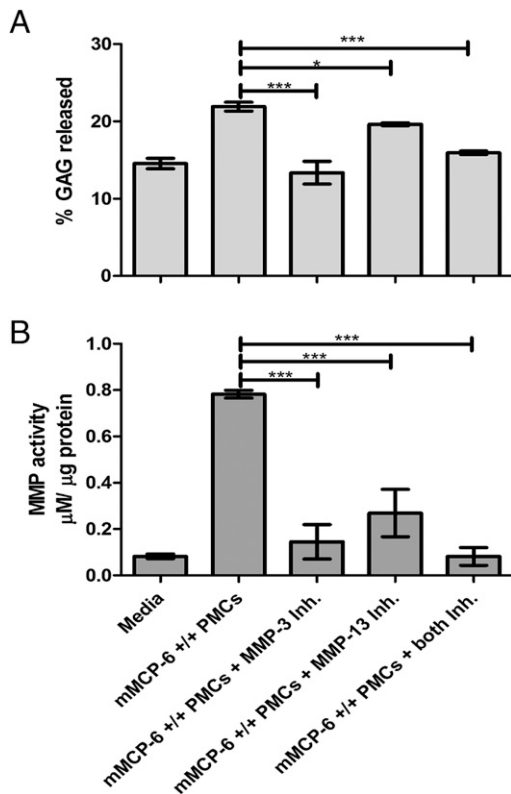 A
30
20
10
0
% GAG released
***
*
***
B
1.0
0.8
0.6
0.4
0.2
0.0
MMP activity
µM/ µg protein
***
***
***
Media
mMCP-6 +/+ PMCs
mMCP-6 +/+ PMCs + MMP-3 Inh.
mMCP-6 +/+ PMCs + MMP-13 Inh.
mMCP-6 +/+ PMCs + both Inh.